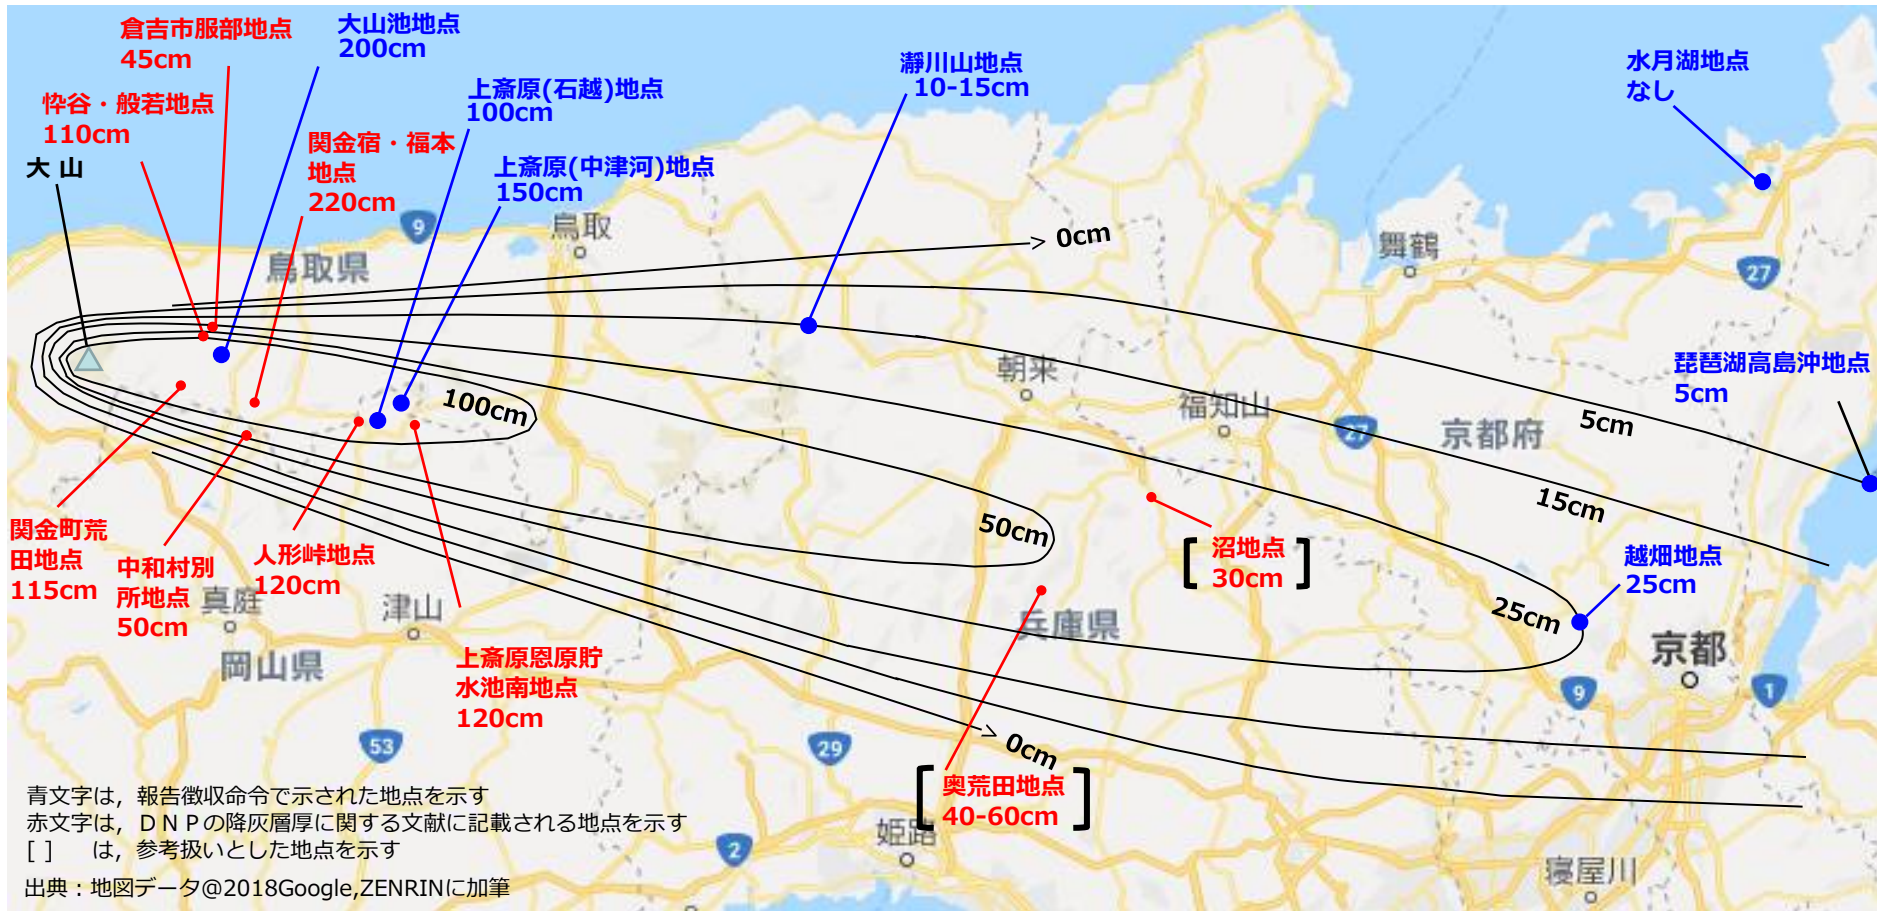 倉吉市服部地点
45cm
大山池地点
200cm
忰谷・般若地点
110cm
大 山
関金宿・福本
地点
220cm
上斎原(石越)地点
100cm
上斎原(中津河)地点
150cm
瀞川山地点
10-15cm
水月湖地点
なし
9
鳥取
鳥取県
0cm
舞鶴
27
朝来
福知山
27
京都府
5cm
琵琶湖高島沖地点
5cm
100cm
50cm
15cm
25cm
沼地点
[ 30cm ]
越畑地点
25cm
関金町荒
田地点
115cm
中和村別
所地点
50cm
人形峠地点
120cm
真庭
津山
岡山県
上斎原恩原貯
水池南地点
120cm
兵庫県
京都
9
1
53
29
0cm
奥荒田地点
[ 40-60cm ]
姫路
2
寝屋川
青文字は，報告徴収命令で示された地点を示す
赤文字は，ＤＮＰの降灰層厚に関する文献に記載される地点を示す
[ ]　は，参考扱いとした地点を示す
出典：地図データ@2018Google,ZENRINに加筆